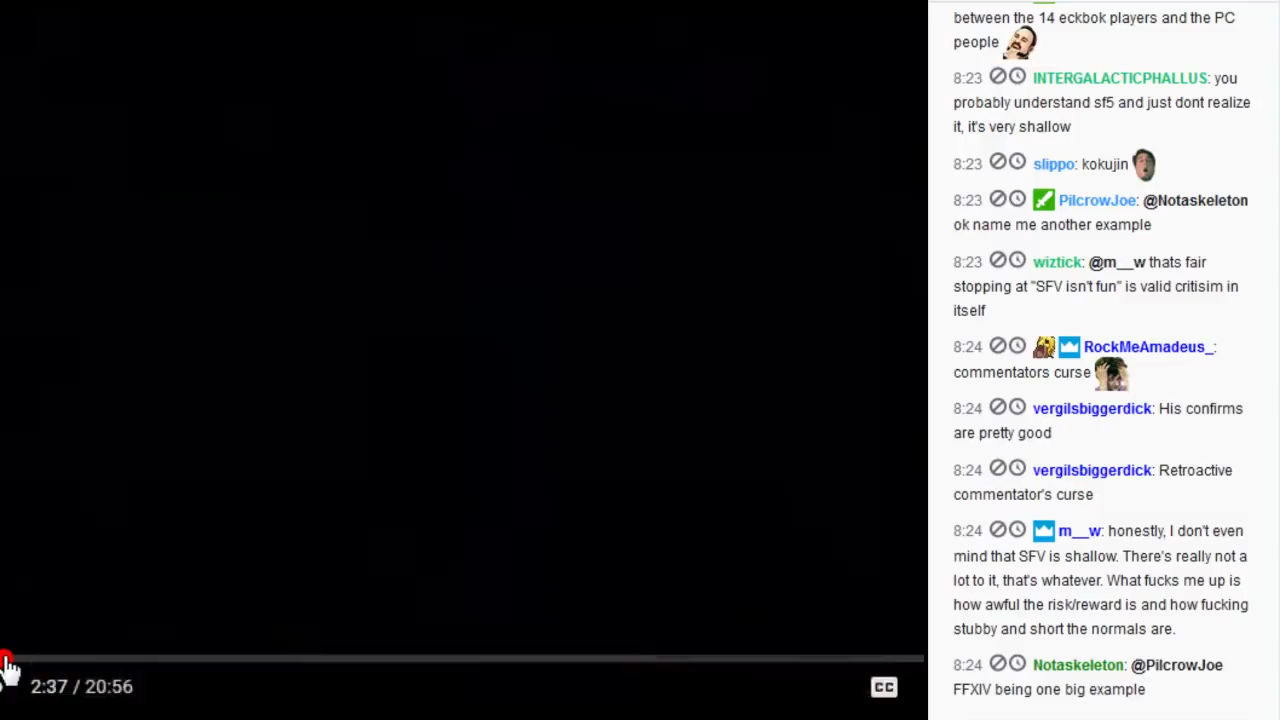 between the 14 eckbok players and the PC
people
8:23 INTERGALACTICPHALLUS: you
probably understand sf5 and just dont realize
it, it's very shallow
8:23 slippo: kokujin
8:23 PilcrowJoe: @Notaskeleton
ok name me another example
8:23 wiztick: @m__w thats fair
stopping at "SFV isn't fun" is valid critisim in
itself
8:24 RockMeAmadeus_:
commentators curse
8:24 vergilsbiggerdick: His confirms
are pretty good
8:24 vergilsbiggerdick: Retroactive
commentator's curse
8:24 m__w: honestly, I don't even
mind that SFV is shallow. There's really not a
lot to it, that's whatever. What fucks me up is
how awful the risk/reward is and how fucking
stubby and short the normals are.
8:24 Notaskeleton: @PilcrowJoe
FFXIV being one big example
2:37 / 20:56
CC